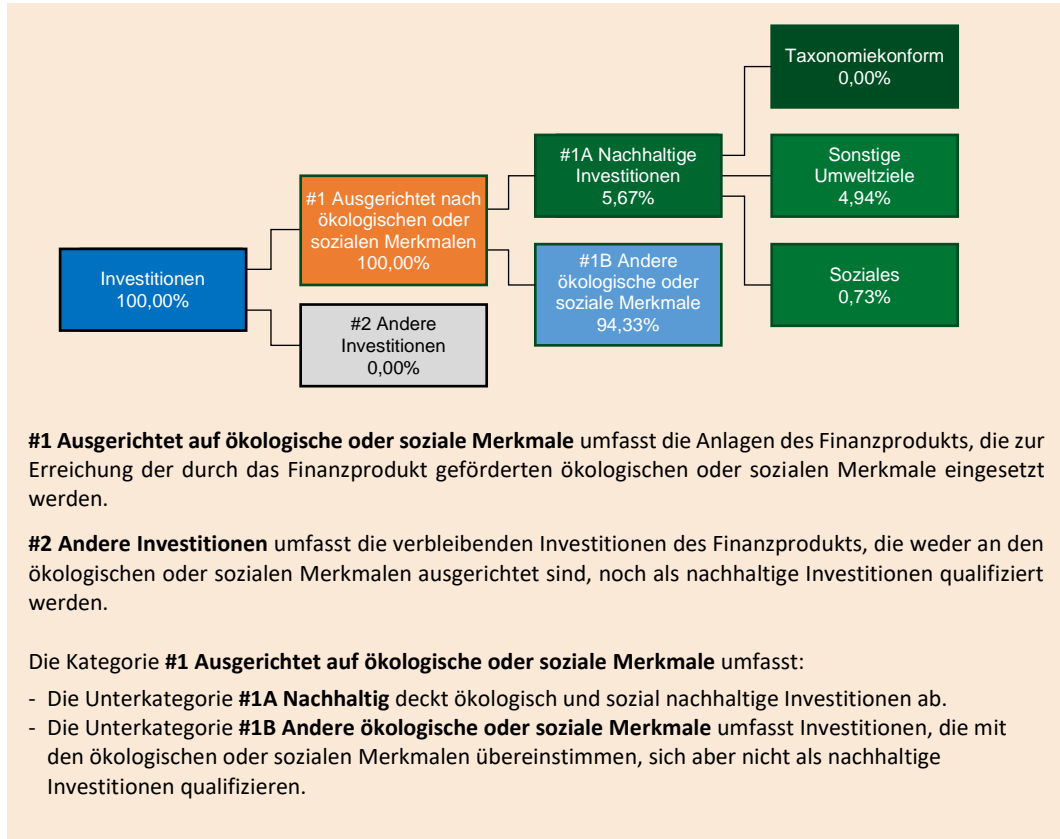 Taxonomiekonform
0,00%
#1A Nachhaltige
Investitionen
5,67%
Sonstige
Umweltziele
4,94%
#1 Ausgerichtet nach
ökologischen oder
sozialen Merkmalen
100,00%
#1B Andere
ökologische oder
soziale Merkmale
94,33%
Soziales
0,73%
Investitionen
100,00%
#2 Andere
Investitionen
0,00%
#1 Ausgerichtet auf ökologische oder soziale Merkmale umfasst die Anlagen des Finanzprodukts, die zur
Erreichung der durch das Finanzprodukt geförderten ökologischen oder sozialen Merkmale eingesetzt
werden.
#2 Andere Investitionen umfasst die verbleibenden Investitionen des Finanzprodukts, die weder an den
ökologischen oder sozialen Merkmalen ausgerichtet sind, noch als nachhaltige Investitionen qualifiziert
werden.
Die Kategorie #1 Ausgerichtet auf ökologische oder soziale Merkmale umfasst:
- Die Unterkategorie #1A Nachhaltig deckt ökologisch und sozial nachhaltige Investitionen ab.
- Die Unterkategorie #1B Andere ökologische oder soziale Merkmale umfasst Investitionen, die mit
den ökologischen oder sozialen Merkmalen übereinstimmen, sich aber nicht als nachhaltige
Investitionen qualifizieren.